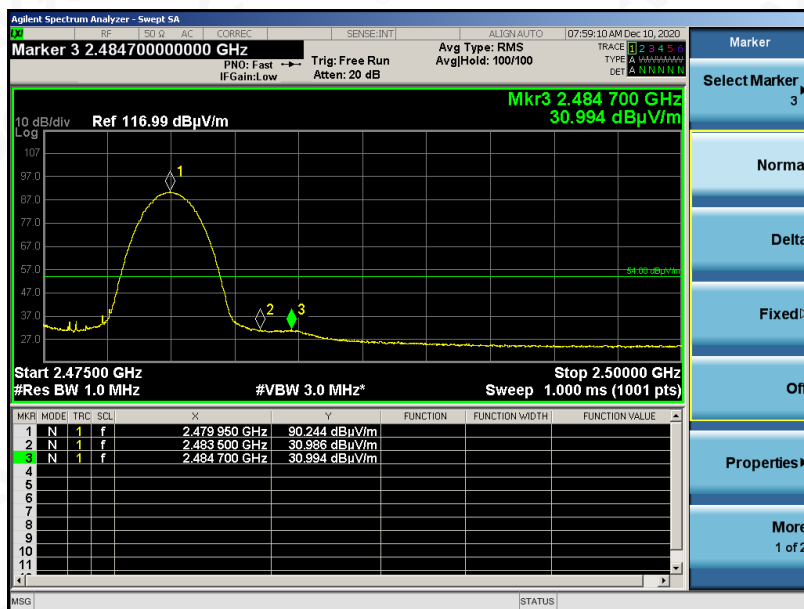 Agilent Spectrum Analyzer - Swept SA
LXI RF 50 Ω AC CORREC SENSE:INT ALIGN AUTO 07:59:10 AM Dec 10, 2020
Marker 3 2.484700000000 GHz
PNO: Fast
IFGain:Low
Trig: Free Run
Atten: 20 dB
Avg Type: RMS
Avg|Hold: 100/100
TRACE 1 2 3 4 5 6
TYPE A WWWWW
DET A N N N N N
Mkr3 2.484 700 GHz
30.994 dBμV/m
10 dB/div Ref 116.99 dBμV/m
Log
107
97.0
87.0
77.0
67.0
57.0
47.0
37.0
27.0
1
2
3
54.00 dBμV/m
Start 2.47500 GHz Stop 2.50000 GHz
#Res BW 1.0 MHz #VBW 3.0 MHz* Sweep 1.000 ms (1001 pts)
MKR MODE TRC SCL X Y FUNCTION FUNCTION WIDTH FUNCTION VALUE
1 N 1 f 2.479 950 GHz 90.244 dBμV/m
2 N 1 f 2.483 500 GHz 30.986 dBμV/m
3 N 1 f 2.484 700 GHz 30.994 dBμV/m
4
5
6
7
8
9
10
11
MSG STATUS
Marker
Select Marker
3
Norma
Delta
Fixed
Of
Properties
More
1 of 2